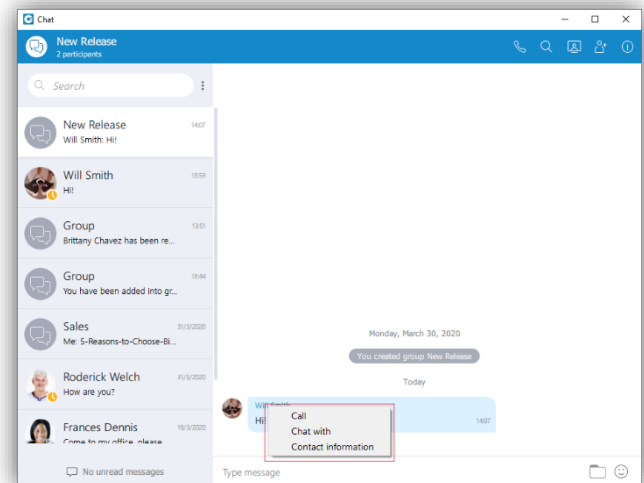 Chat
New Release
2 participants
Search
New Release 14:07
Will Smith: Hi!
Will Smith 18:58
Hi!
Group 13:51
Brittany Chavez has been re...
Group 18:44
You have been added into gr...
Sales 31/3/2020
Me: 5-Reasons-to-Choose-Bi...
Roderick Welch 31/3/2020
How are you?
Frances Dennis 19/3/2020
Come to my office, please
No unread messages
Monday, March 30, 2020
You created group New Release
Today
Will Smith
Hi! 14:07
Call
Chat with
Contact information
Type message